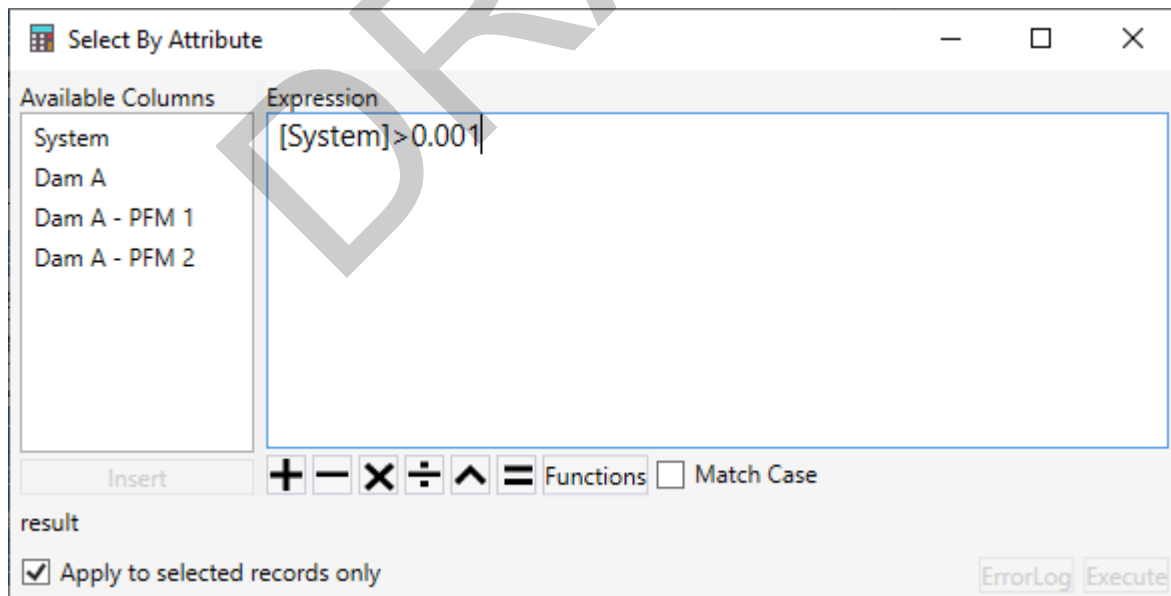 Select By Attribute
Available Columns
Expression
System
Dam A
Dam A - PFM 1
Dam A - PFM 2
[System]>0.001
Insert
Functions
Match Case
result
Apply to selected records only
ErrorLog
Execute